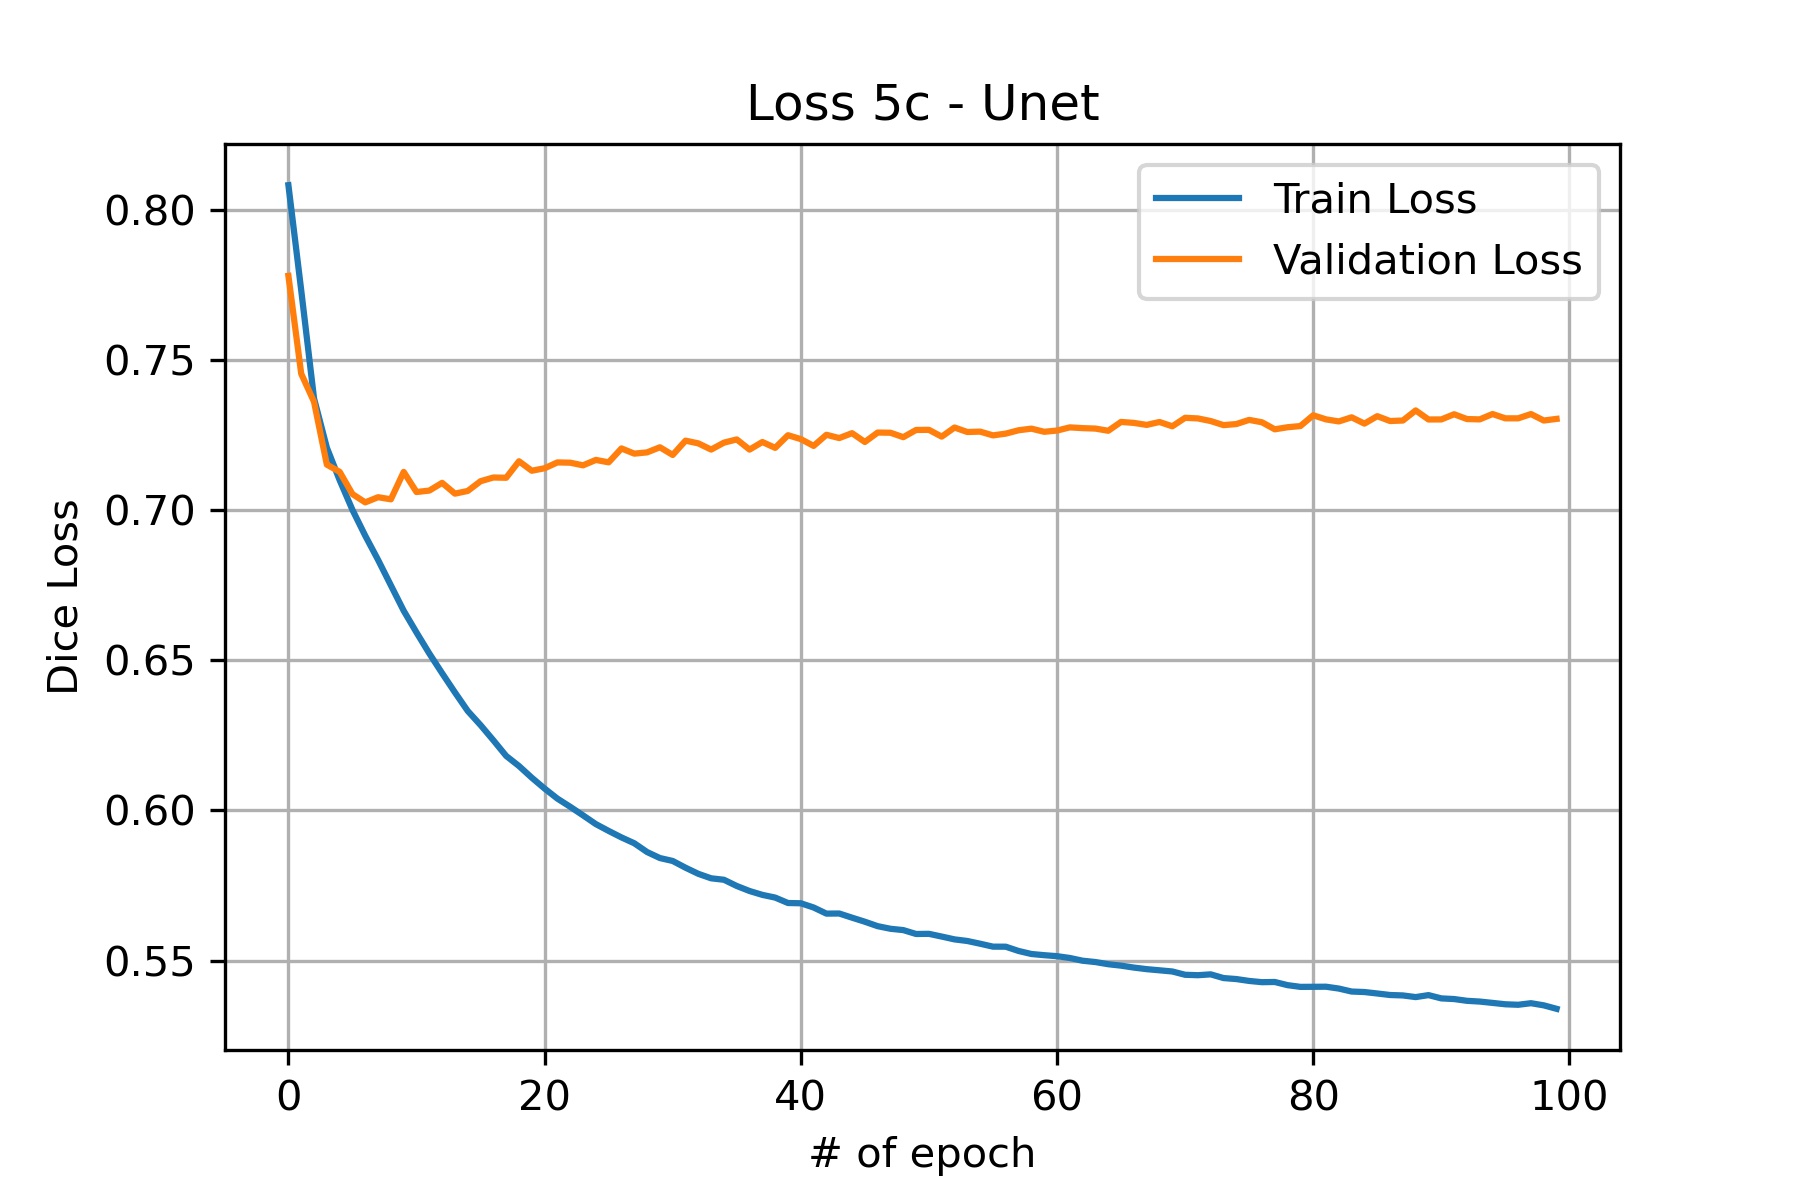 Loss 5c - Unet
Train Loss
Validation Loss
Dice Loss
0.80
0.75
0.70
0.65
0.60
0.55
0 20 40 60 80 100
# of epoch